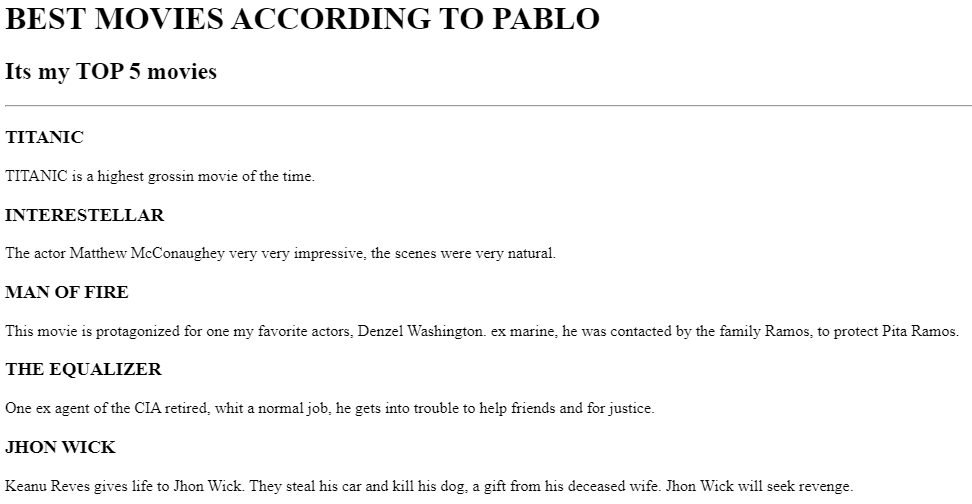 BEST MOVIES ACCORDING TO PABLO
Its my TOP 5 movies
TITANIC
TITANIC is a highest grossin movie of the time.
INTERESTELLAR
The actor Matthew McConaughey very very impressive, the scenes were very natural.
MAN OF FIRE
This movie is protagonized for one my favorite actors, Denzel Washington. ex marine, he was contacted by the family Ramos, to protect Pita Ramos.
THE EQUALIZER
One ex agent of the CIA retired, whit a normal job, he gets into trouble to help friends and for justice.
JHON WICK
Keanu Reves gives life to Jhon Wick. They steal his car and kill his dog, a gift from his deceased wife. Jhon Wick will seek revenge.